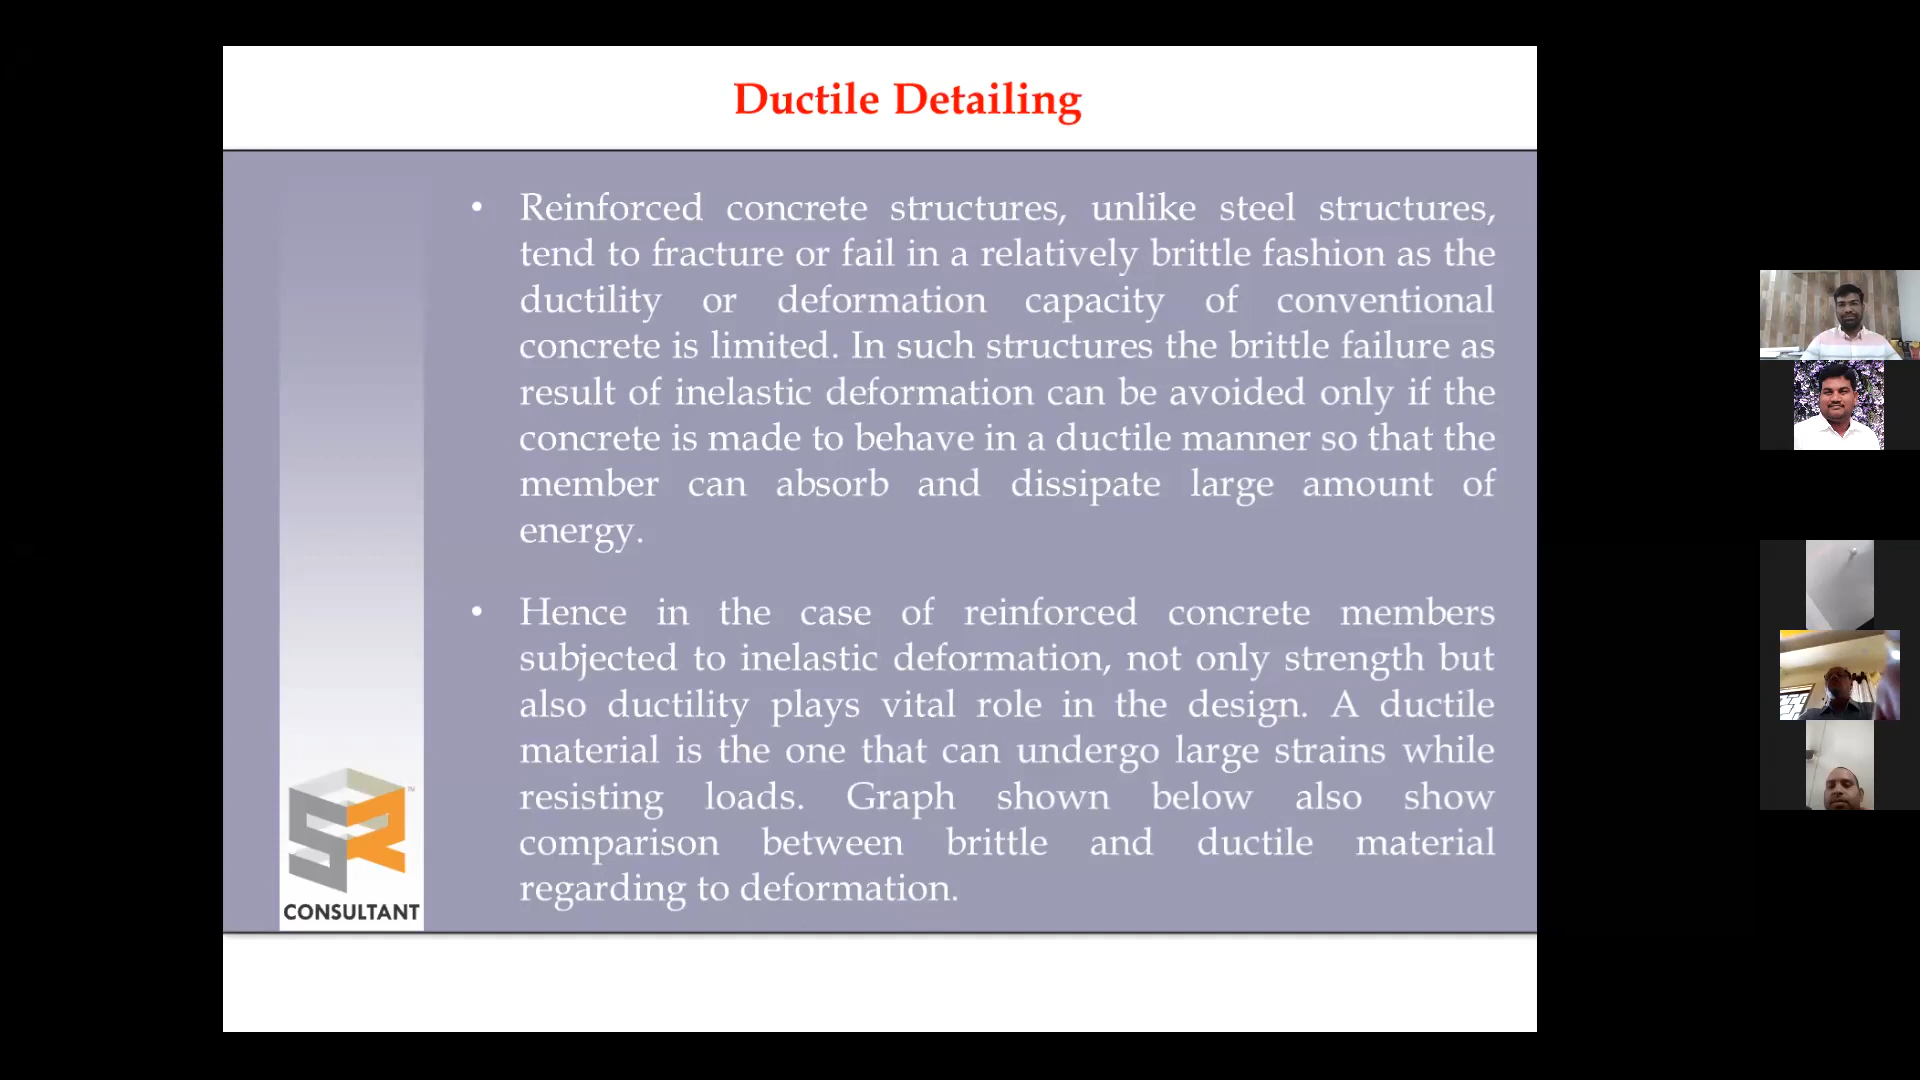 Ductile Detailing
• Reinforced concrete structures, unlike steel structures,
tend to fracture or fail in a relatively brittle fashion as the
ductility or deformation capacity of conventional
concrete is limited. In such structures the brittle failure as
result of inelastic deformation can be avoided only if the
concrete is made to behave in a ductile manner so that the
member can absorb and dissipate large amount of
energy.
• Hence in the case of reinforced concrete members
subjected to inelastic deformation, not only strength but
also ductility plays vital role in the design. A ductile
material is the one that can undergo large strains while
resisting loads. Graph shown below also show
comparison between brittle and ductile material
regarding to deformation.
SR
TM
CONSULTANT